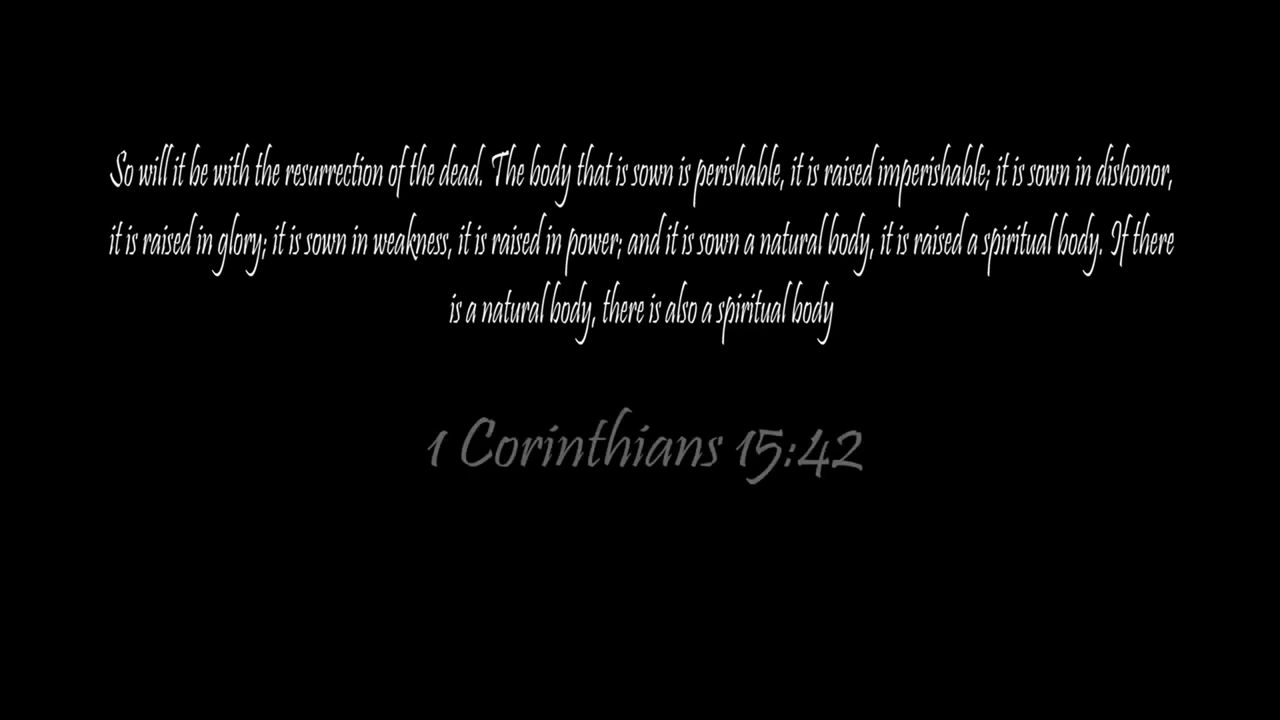 So will it be with the resurrection of the dead. The body that is sown is perishable, it is raised imperishable; it is sown in dishonor,
it is raised in glory; it is sown in weakness, it is raised in power; and it is sown a natural body, it is raised a spiritual body. If there
is a natural body, there is also a spiritual body
1 Corinthians 15:42